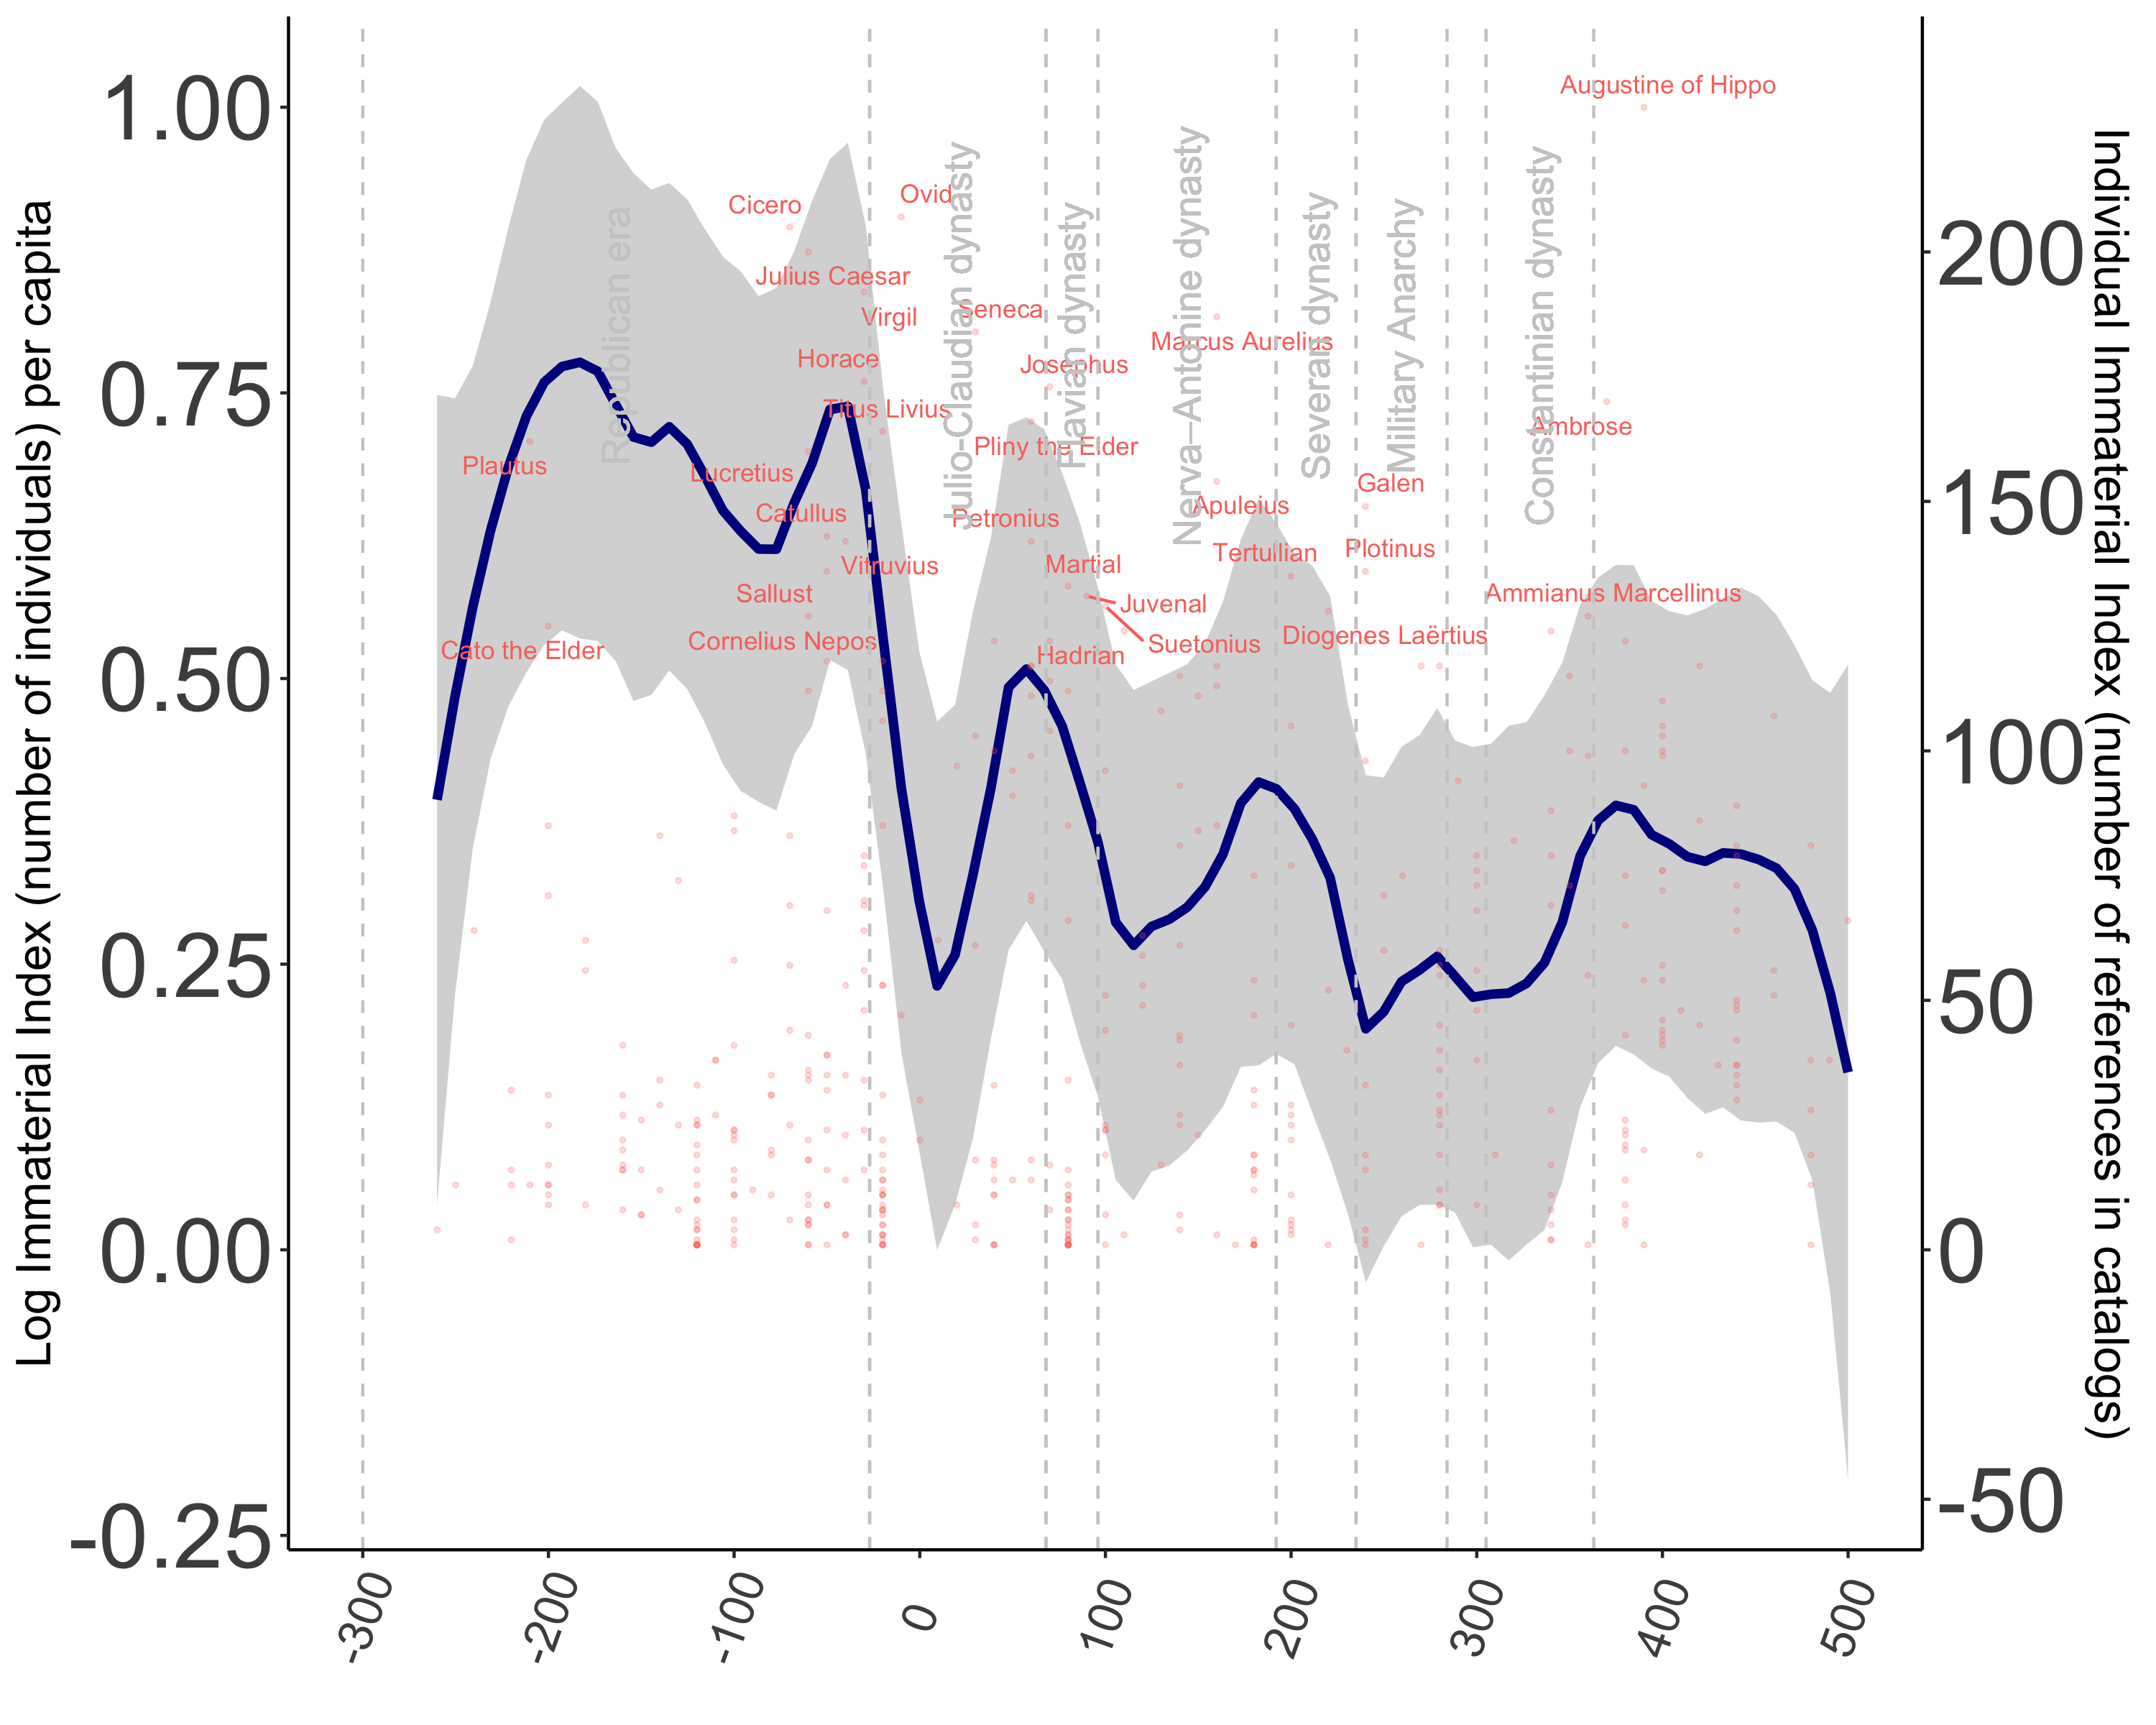 Log Immaterial Index (number of individuals) per capita
1.00
0.75
0.50
0.25
0.00
-0.25
Individual Immaterial Index (number of references in catalogs)
200
150
100
50
0
-50
-300
-200
-100
0
100
200
300
400
500
Republican era
Julio-Claudian dynasty
Flavian dynasty
Nerva–Antonine dynasty
Severan dynasty
Military Anarchy
Constantinian dynasty
Augustine of Hippo
Ovid
Cicero
Julius Caesar
Seneca
Virgil
Marcus Aurelius
Horace
Josephus
Titus Livius
Ambrose
Pliny the Elder
Plautus
Lucretius
Galen
Apuleius
Catullus
Petronius
Plotinus
Tertullian
Vitruvius
Martial
Sallust
Ammianus Marcellinus
Juvenal
Diogenes Laërtius
Cornelius Nepos
Suetonius
Cato the Elder
Hadrian